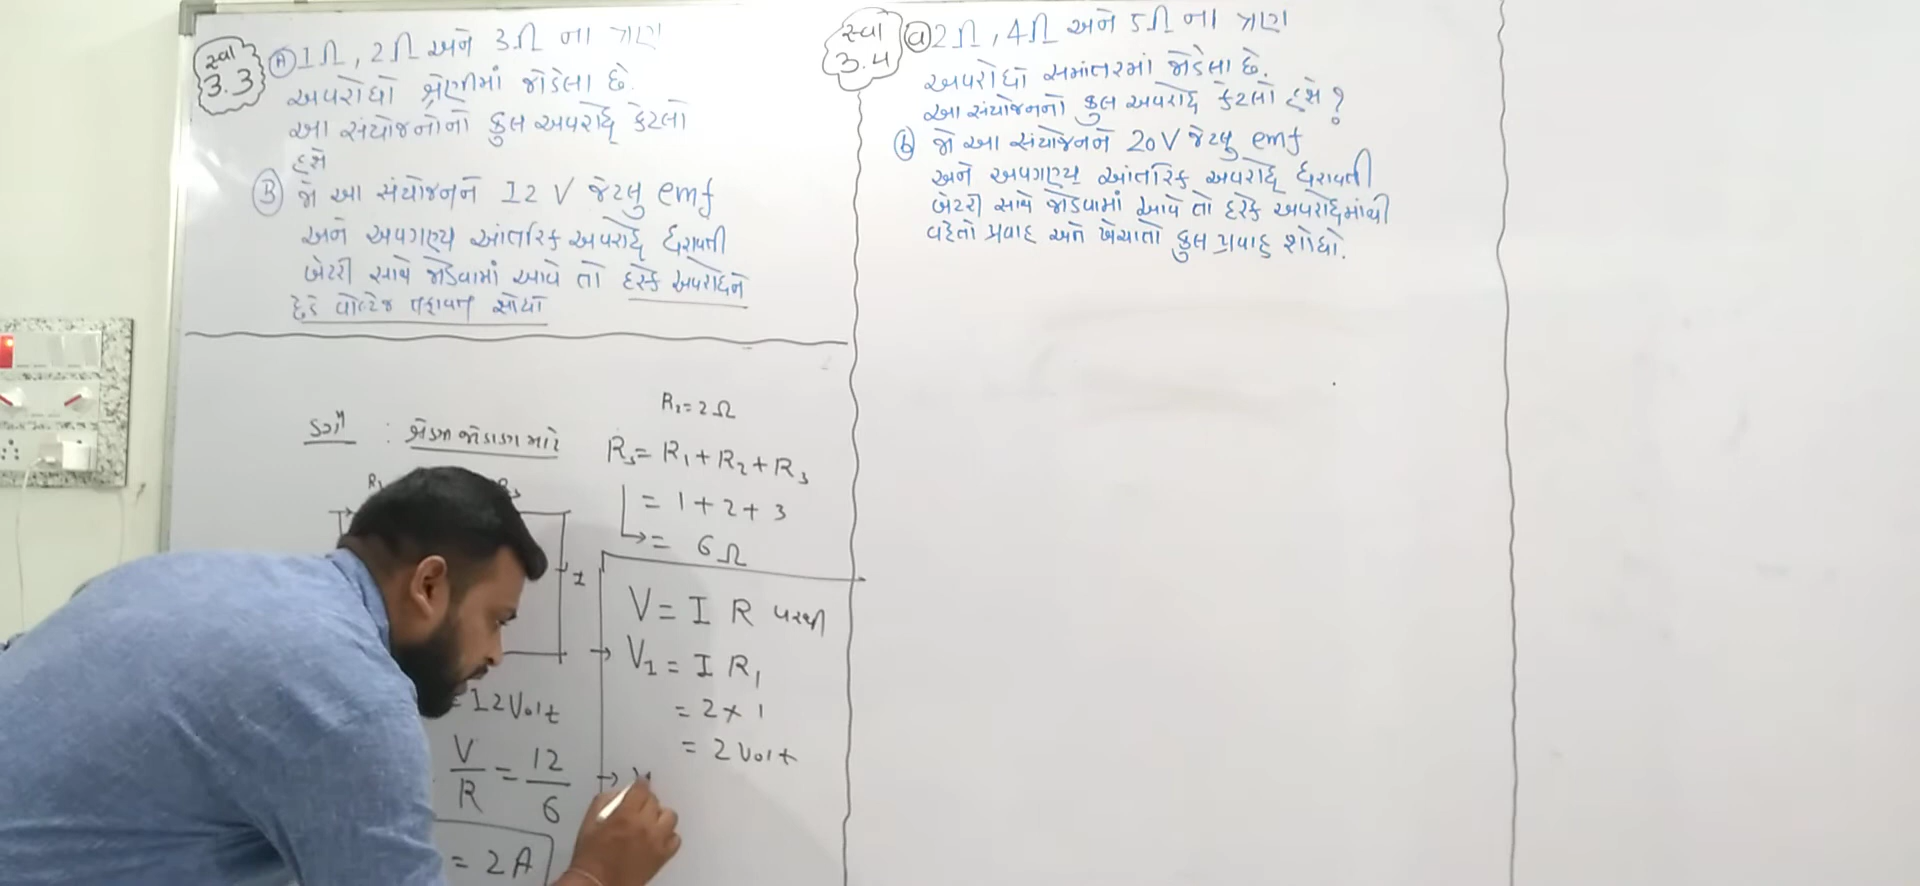 સ્વા 3.3
(A) 1Ω, 2Ω અને 3Ω ના ત્રણ
અવરોધો શ્રેણીમાં જોડેલા છે.
આ સંયોજનોનો કુલ અવરોધ કેટલો
હશે
(B) જો આ સંયોજનને 12 V જેટલુ emf
અને અવગણ્ય આંતરિક અવરોધ ધરાવતી
બેટરી સાથે જોડવામાં આવે તો દરેક અવરોધને
છેડે વોલ્ટેજ તફાવત સોધો
Solⁿ : શ્રેણી જોડાણ માટે
R₁ R₃
I
= 12 Volt
V/R = 12/6
= 2A
R₂ = 2Ω
Rs = R₁ + R₂ + R₃
= 1 + 2 + 3
→ = 6Ω
V = I R પરથી
→ V₁ = I R₁
= 2 × 1
= 2 Volt
→ V
સ્વા 3.4
(a) 2Ω, 4Ω અને 5Ω ના ત્રણ
અવરોધો સમાંતરમાં જોડેલા છે.
આ સંયોજનનો કુલ અવરોધ કેટલો હશે ?
(b) જો આ સંયોજનને 20V જેટલુ emf
અને અવગણ્ય આંતરિક અવરોધ ધરાવતી
બેટરી સાથે જોડવામાં આવે તો દરેક અવરોધમાંથી
વહેતો પ્રવાહ અને ખેંચાતો કુલ પ્રવાહ શોધો.